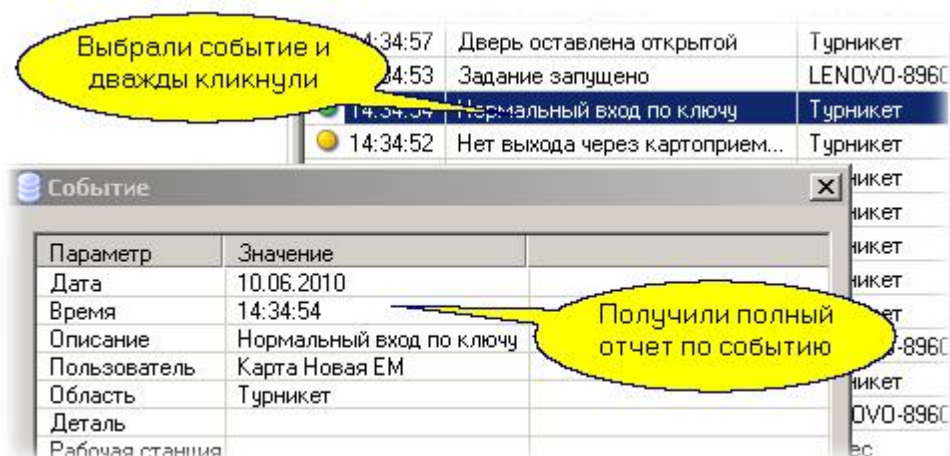 Выбрали событие и
дважды кликнули
14:34:57 Дверь оставлена открытой Турникет
Задание запущено LENOVO-896
14:34:54 Нормальный вход по ключу Турникет
14:34:52 Нет выхода через картоприем... Турникет
Событие
Параметр Значение
Дата 10.06.2010
Время 14:34:54
Описание Нормальный вход по ключу
Пользователь Карта Новая EM
Область Турникет
Деталь
Рабочая станция
Получили полный
отчет по событию